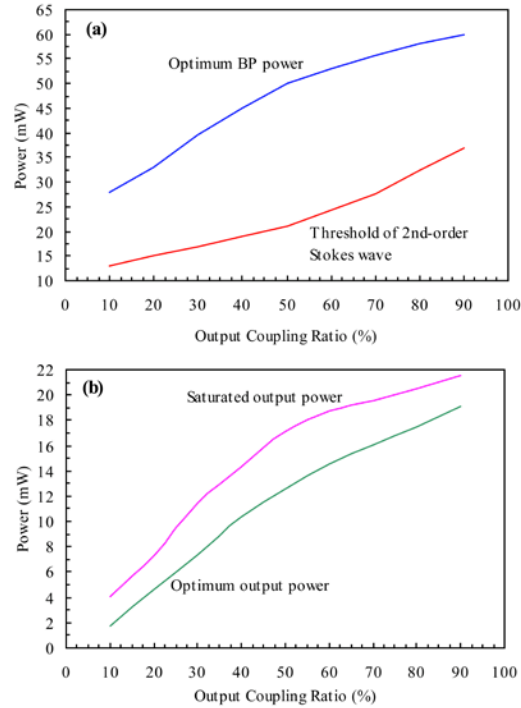 (a)
Optimum BP power
Threshold of 2nd-order
Stokes wave
Power (mW)
65
60
55
50
45
40
35
30
25
20
15
10
0 10 20 30 40 50 60 70 80 90 100
Output Coupling Ratio (%)
(b)
Saturated output power
Optimum output power
Power (mW)
22
20
18
16
14
12
10
8
6
4
2
0
0 10 20 30 40 50 60 70 80 90 100
Output Coupling Ratio (%)